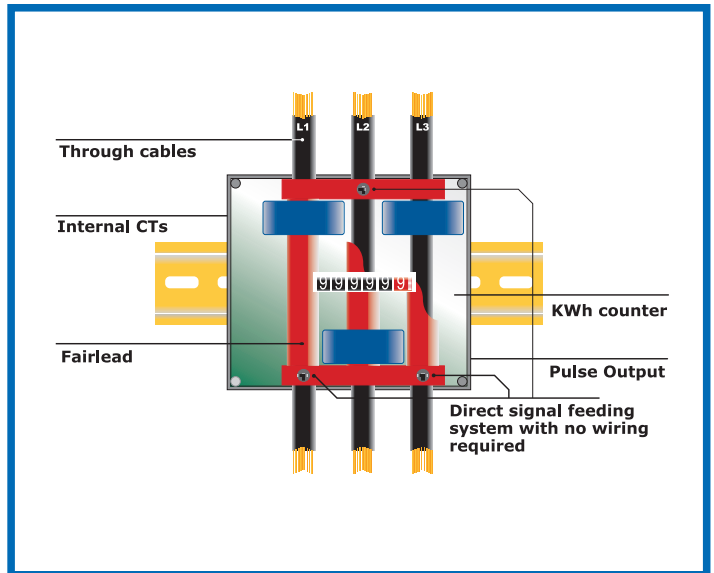 L1 L2 L3
Through cables
Internal CTs
999999
KWh counter
Fairlead
Pulse Output
Direct signal feeding
system with no wiring
required